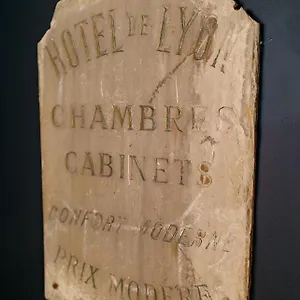 HOTEL DE LYON
CHAMBRES
CABINETS
CONFORT MODERNE
PRIX MODERE